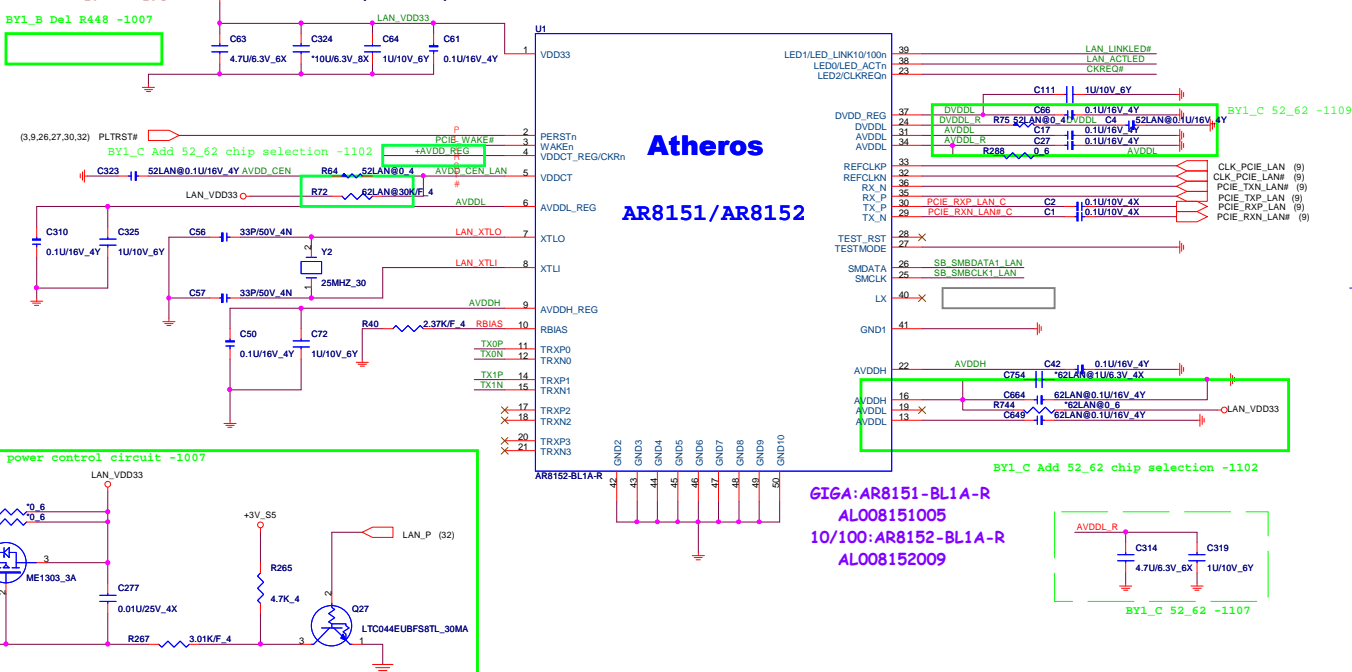 BY1_B Del R448 -1007
LAN_VDD33
C63
4.7U/6.3V_6X
C324
*10U/6.3V_8X
C64
1U/10V_6Y
C61
0.1U/16V_4Y
U1
1 VDD33
(3,9,26,27,30,32) PLTRST#
2 PERSTn
PCIE_WAKE# 3 WAKEn
+AVDD_REG 4 VDDCT_REG/CKRn
BY1_C Add 52_62 chip selection -1102
C323 52LAN@0.1U/16V_4Y AVDD_CEN R64 52LAN@0_4 AVDD_CEN_LAN 5 VDDCT
LAN_VDD33 R72 62LAN@30K/F_4
AVDDL 6 AVDDL_REG
C310
0.1U/16V_4Y
C325
1U/10V_6Y
C56 33P/50V_4N LAN_XTLO 7 XTLO
2 Y2
1 25MHZ_30
LAN_XTLI 8 XTLI
C57 33P/50V_4N
AVDDH 9 AVDDH_REG
C50
0.1U/16V_4Y
C72
1U/10V_6Y
R40 2.37K/F_4 RBIAS 10 RBIAS
TX0P 11 TRXP0
TX0N 12 TRXN0
TX1P 14 TRXP1
TX1N 15 TRXN1
17 TRXP2
18 TRXN2
20 TRXP3
21 TRXN3
AR8152-BL1A-R
Atheros
AR8151/AR8152
LED1/LED_LINK10/100n 39 LAN_LINKLED#
LED0/LED_ACTn 38 LAN_ACTLED
LED2/CLKREQn 23 CKREQ#
C111 1U/10V_6Y
DVDD_REG 37 DVDDL C66 0.1U/16V_4Y
DVDDL 24 DVDDL_R R75 52LAN@0_4 DVDDL C4 52LAN@0.1U/16V_4Y
AVDDL 31 AVDDL C17 0.1U/16V_4Y
AVDDL 34 AVDDL_R C27 0.1U/16V_4Y
R288 0_6 AVDDL
BY1_C 52_62 -1109
REFCLKP 33 CLK_PCIE_LAN (9)
REFCLKN 32 CLK_PCIE_LAN# (9)
RX_N 36 PCIE_TXN_LAN# (9)
RX_P 35 PCIE_TXP_LAN (9)
TX_P 30 PCIE_RXP_LAN_C C2 0.1U/10V_4X PCIE_RXP_LAN (9)
TX_N 29 PCIE_RXN_LAN#_C C1 0.1U/10V_4X PCIE_RXN_LAN# (9)
TEST_RST 28
TESTMODE 27
SMDATA 26 SB_SMBDATA1_LAN
SMCLK 25 SB_SMBCLK1_LAN
LX 40
GND1 41
AVDDH 22 AVDDH C42 0.1U/16V_4Y
C754 *62LAN@1U/6.3V_4X
AVDDH 16 C664 62LAN@0.1U/16V_4Y
AVDDL 19 R744 *62LAN@0_6 LAN_VDD33
AVDDL 13 C649 62LAN@0.1U/16V_4Y
BY1_C Add 52_62 chip selection -1102
GND2 GND3 GND4 GND5 GND6 GND7 GND8 GND9 GND10
42 43 44 45 46 47 48 49 50
GIGA:AR8151-BL1A-R
AL008151005
10/100:AR8152-BL1A-R
AL008152009
AVDDL_R
C314
4.7U/6.3V_6X
C319
1U/10V_6Y
BY1_C 52_62 -1107
power control circuit -1007
LAN_VDD33
*0_6
*0_6
3
ME1303_3A
2
C277
0.01U/25V_4X
+3V_S5
R265
4.7K_4
LAN_P (32)
2
Q27
LTC044EUBFS8TL_30MA
R267 3.01K/F_4
3 1